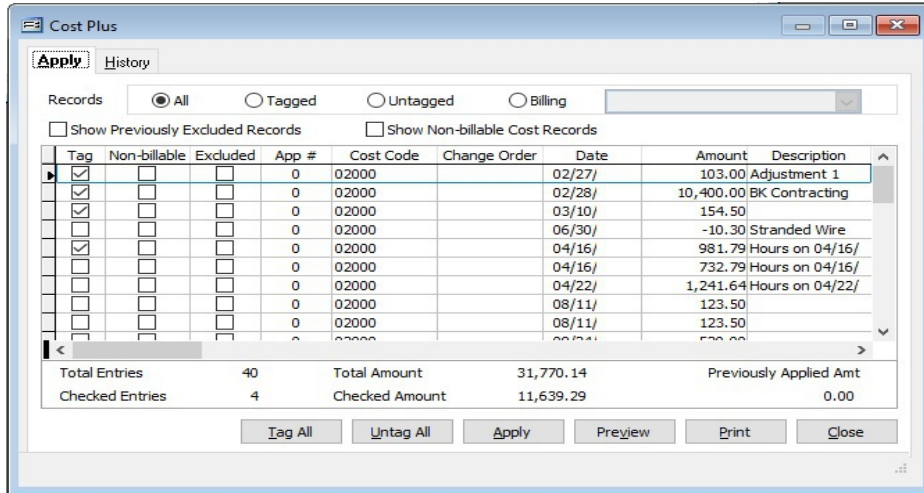 Cost Plus
Apply History
Records All Tagged Untagged Billing
Show Previously Excluded Records Show Non-billable Cost Records
Tag Non-billable Excluded App # Cost Code Change Order Date Amount Description
0 02000 02/27/ 103.00 Adjustment 1
0 02000 02/28/ 10,400.00 BK Contracting
0 02000 03/10/ 154.50
0 02000 06/30/ -10.30 Stranded Wire
0 02000 04/16/ 981.79 Hours on 04/16/
0 02000 04/16/ 732.79 Hours on 04/16/
0 02000 04/22/ 1,241.64 Hours on 04/22/
0 02000 08/11/ 123.50
0 02000 08/11/ 123.50
Total Entries 40 Total Amount 31,770.14 Previously Applied Amt
Checked Entries 4 Checked Amount 11,639.29 0.00
Tag All Untag All Apply Preview Print Close